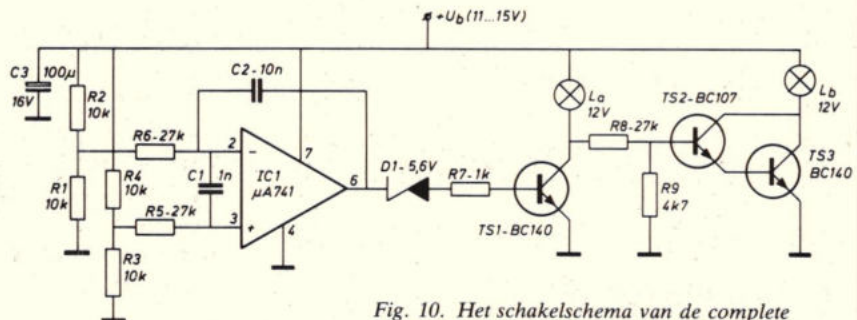 +Ub (11...15V)
C3
100µ
16V
R2
10k
C2-10n
La
12V
Lb
12V
TS2-BC107
R6-27k
R8-27k
2
-
7
R1
10k
R4
10k
C1
1n
IC1
µA741
6
D1-5,6V
R7-1k
TS3
BC140
R5-27k
3
+
4
R9
4k7
TS1-BC140
R3
10k
Fig. 10. Het schakelschema van de complete